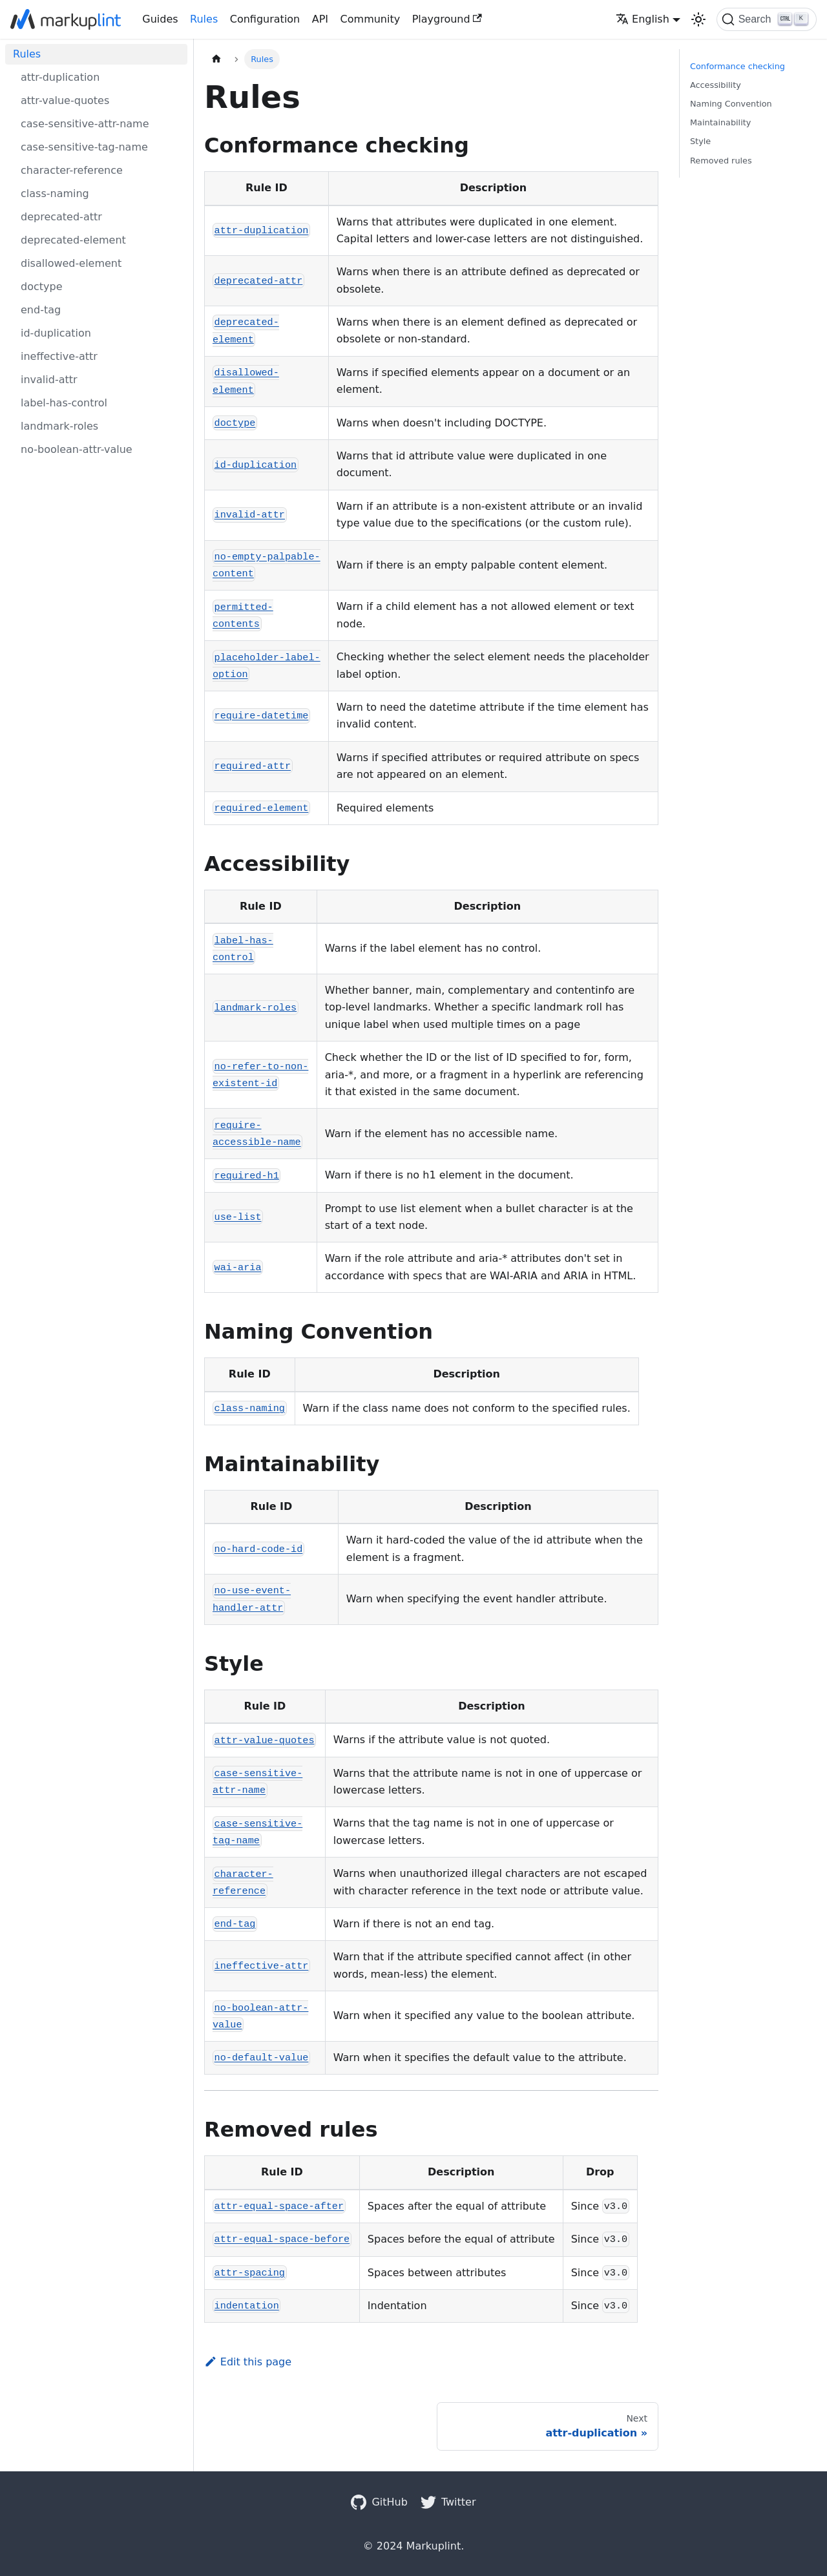 markuplint Guides Rules Configuration API Community Playground English Search CTRL K
Rules
attr-duplication
attr-value-quotes
case-sensitive-attr-name
case-sensitive-tag-name
character-reference
class-naming
deprecated-attr
deprecated-element
disallowed-element
doctype
end-tag
id-duplication
ineffective-attr
invalid-attr
label-has-control
landmark-roles
no-boolean-attr-value
Rules
Rules
Conformance checking
Rule ID Description
attr-duplication
Warns that attributes were duplicated in one element.
Capital letters and lower-case letters are not distinguished.
deprecated-attr
Warns when there is an attribute defined as deprecated or
obsolete.
deprecated-
element
Warns when there is an element defined as deprecated or
obsolete or non-standard.
disallowed-
element
Warns if specified elements appear on a document or an
element.
doctype Warns when doesn't including DOCTYPE.
id-duplication
Warns that id attribute value were duplicated in one
document.
invalid-attr
Warn if an attribute is a non-existent attribute or an invalid
type value due to the specifications (or the custom rule).
no-empty-palpable-
content
Warn if there is an empty palpable content element.
permitted-
contents
Warn if a child element has a not allowed element or text
node.
placeholder-label-
option
Checking whether the select element needs the placeholder
label option.
require-datetime
Warn to need the datetime attribute if the time element has
invalid content.
required-attr
Warns if specified attributes or required attribute on specs
are not appeared on an element.
required-element Required elements
Accessibility
Rule ID Description
label-has-
control
Warns if the label element has no control.
landmark-roles
Whether banner, main, complementary and contentinfo are
top-level landmarks. Whether a specific landmark roll has
unique label when used multiple times on a page
no-refer-to-non-
existent-id
Check whether the ID or the list of ID specified to for, form,
aria-*, and more, or a fragment in a hyperlink are referencing
it that existed in the same document.
require-
accessible-name
Warn if the element has no accessible name.
required-h1 Warn if there is no h1 element in the document.
use-list
Prompt to use list element when a bullet character is at the
start of a text node.
wai-aria
Warn if the role attribute and aria-* attributes don't set in
accordance with specs that are WAI-ARIA and ARIA in HTML.
Naming Convention
Rule ID Description
class-naming Warn if the class name does not conform to the specified rules.
Maintainability
Rule ID Description
no-hard-code-id
Warn it hard-coded the value of the id attribute when the
element is a fragment.
no-use-event-
handler-attr
Warn when specifying the event handler attribute.
Style
Rule ID Description
attr-value-quotes Warns if the attribute value is not quoted.
case-sensitive-
attr-name
Warns that the attribute name is not in one of uppercase or
lowercase letters.
case-sensitive-
tag-name
Warns that the tag name is not in one of uppercase or
lowercase letters.
character-
reference
Warns when unauthorized illegal characters are not escaped
with character reference in the text node or attribute value.
end-tag Warn if there is not an end tag.
ineffective-attr
Warn that if the attribute specified cannot affect (in other
words, mean-less) the element.
no-boolean-attr-
value
Warn when it specified any value to the boolean attribute.
no-default-value Warn when it specifies the default value to the attribute.
Removed rules
Rule ID Description Drop
attr-equal-space-after Spaces after the equal of attribute Since v3.0
attr-equal-space-before Spaces before the equal of attribute Since v3.0
attr-spacing Spaces between attributes Since v3.0
indentation Indentation Since v3.0
Edit this page
Next
attr-duplication »
Conformance checking
Accessibility
Naming Convention
Maintainability
Style
Removed rules
GitHub Twitter
© 2024 Markuplint.